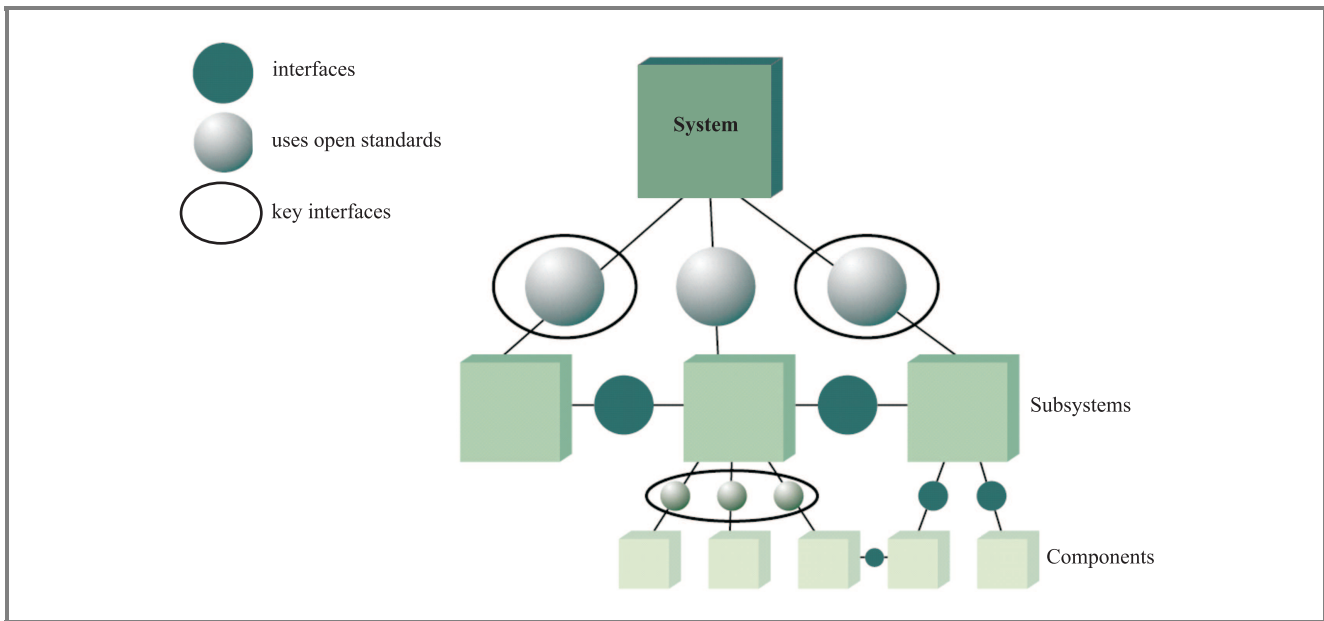 interfaces
uses open standards
key interfaces
System
Subsystems
Components